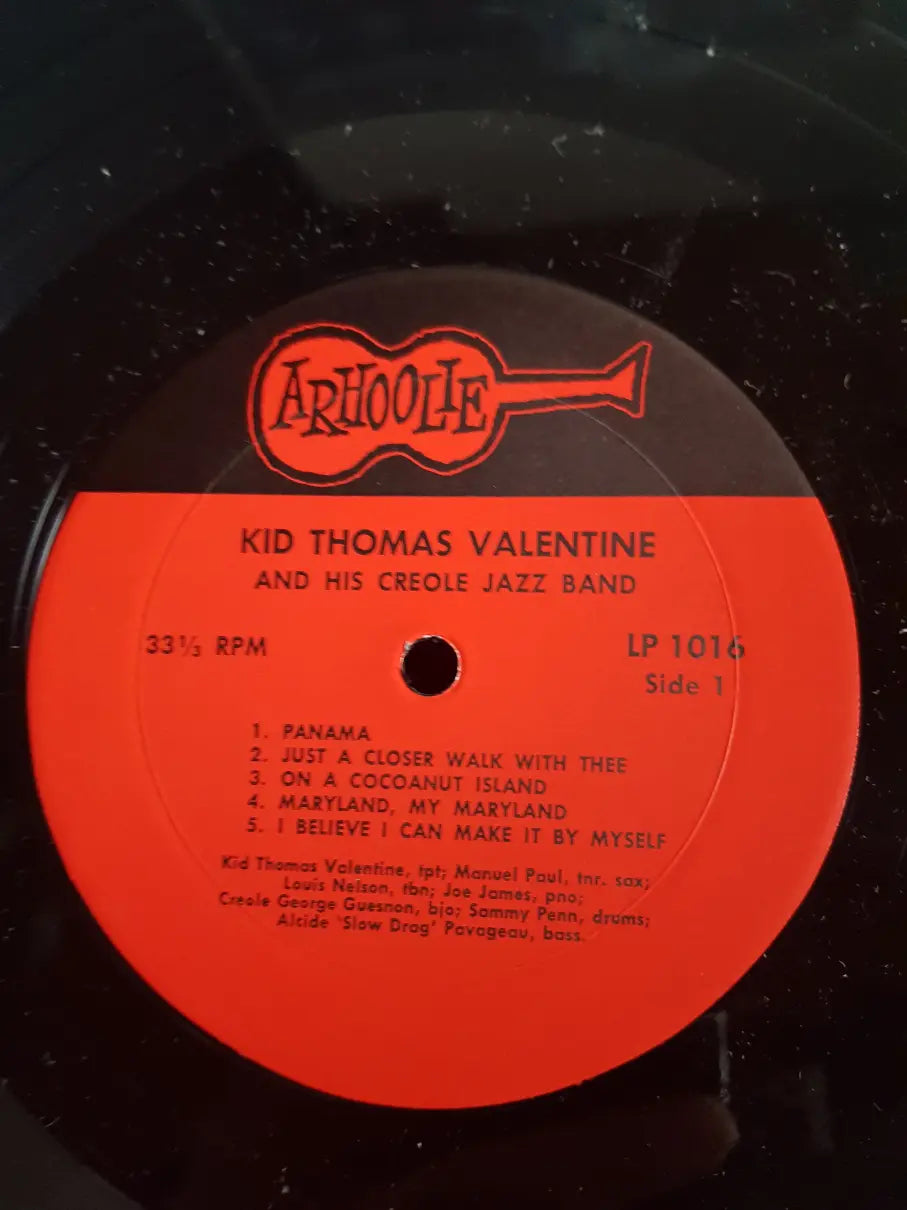 ARHOOLIE
KID THOMAS VALENTINE
AND HIS CREOLE JAZZ BAND
33⅓ RPM
LP 1016
Side 1
1. PANAMA
2. JUST A CLOSER WALK WITH THEE
3. ON A COCOANUT ISLAND
4. MARYLAND, MY MARYLAND
5. I BELIEVE I CAN MAKE IT BY MYSELF
Kid Thomas Valentine, tpt; Manuel Paul, tnr. sax;
Louis Nelson, tbn; Joe James, pno;
Creole George Guesnon, bjo; Sammy Penn, drums;
Alcide 'Slow Drag' Pavageau, bass.